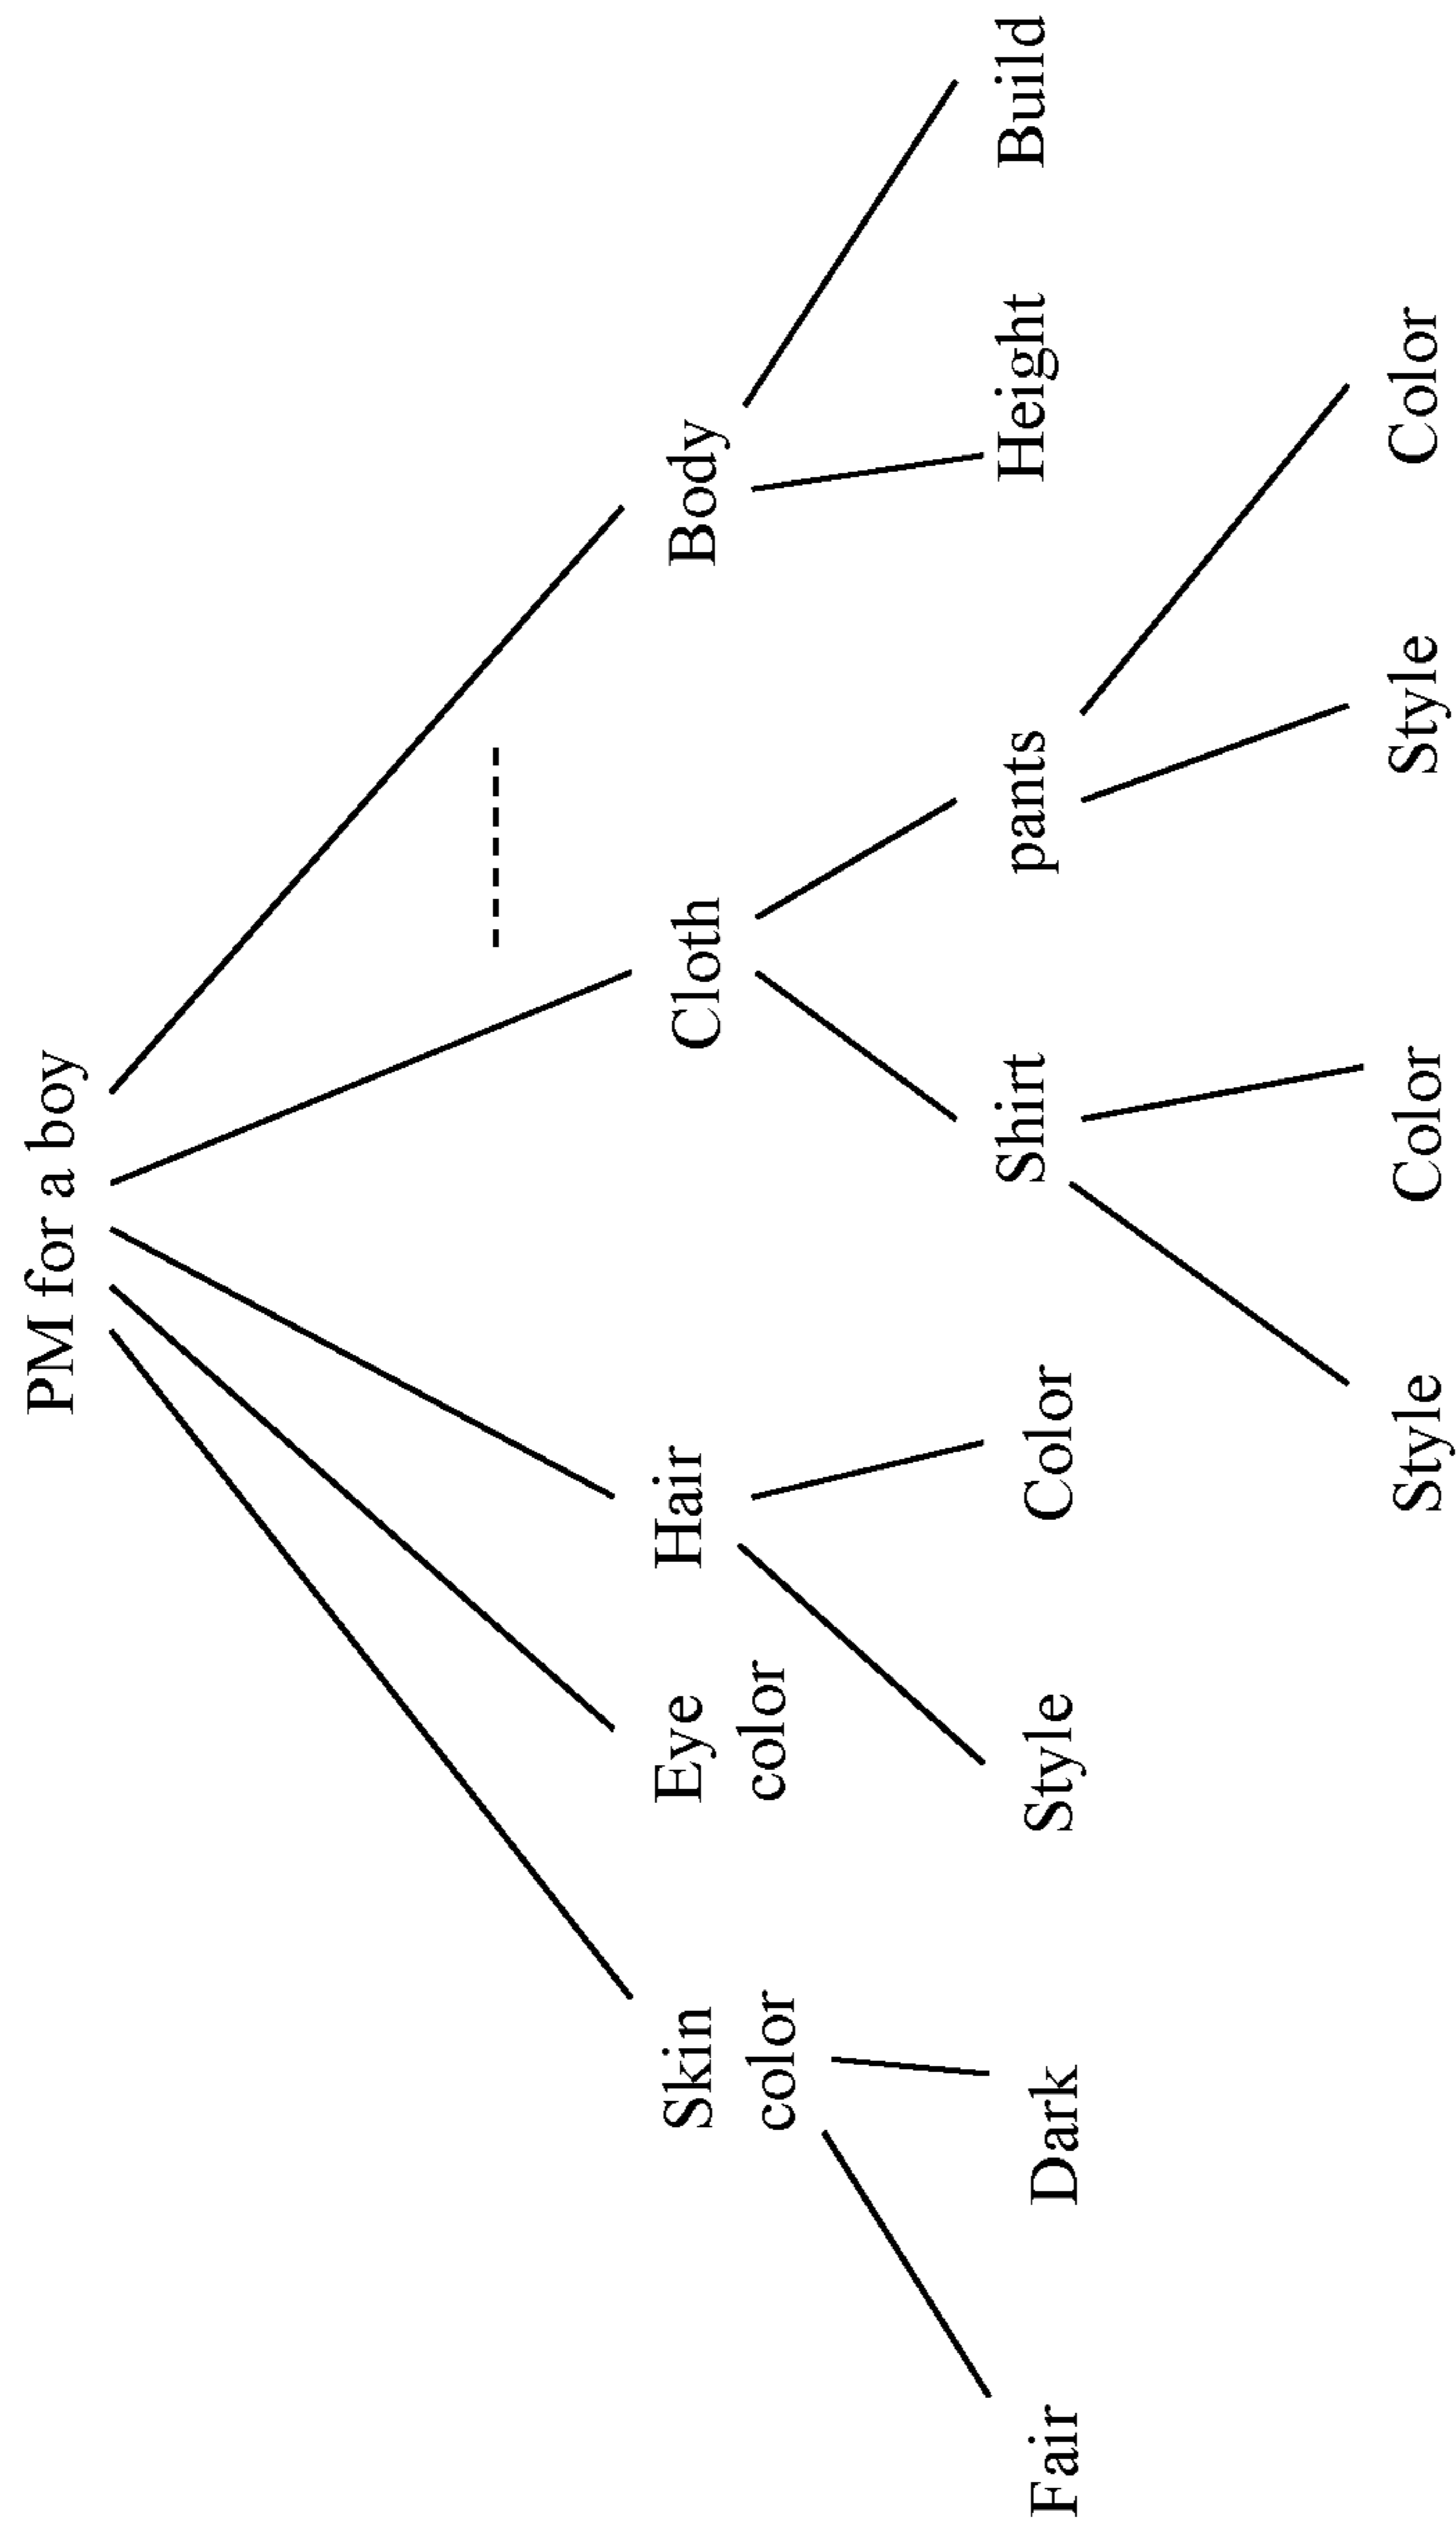 PM for a boy
Skin
color
Eye
color
Hair
Cloth
Body
Fair
Dark
Style
Color
Shirt
pants
Height
Build
Style
Color
Style
Color